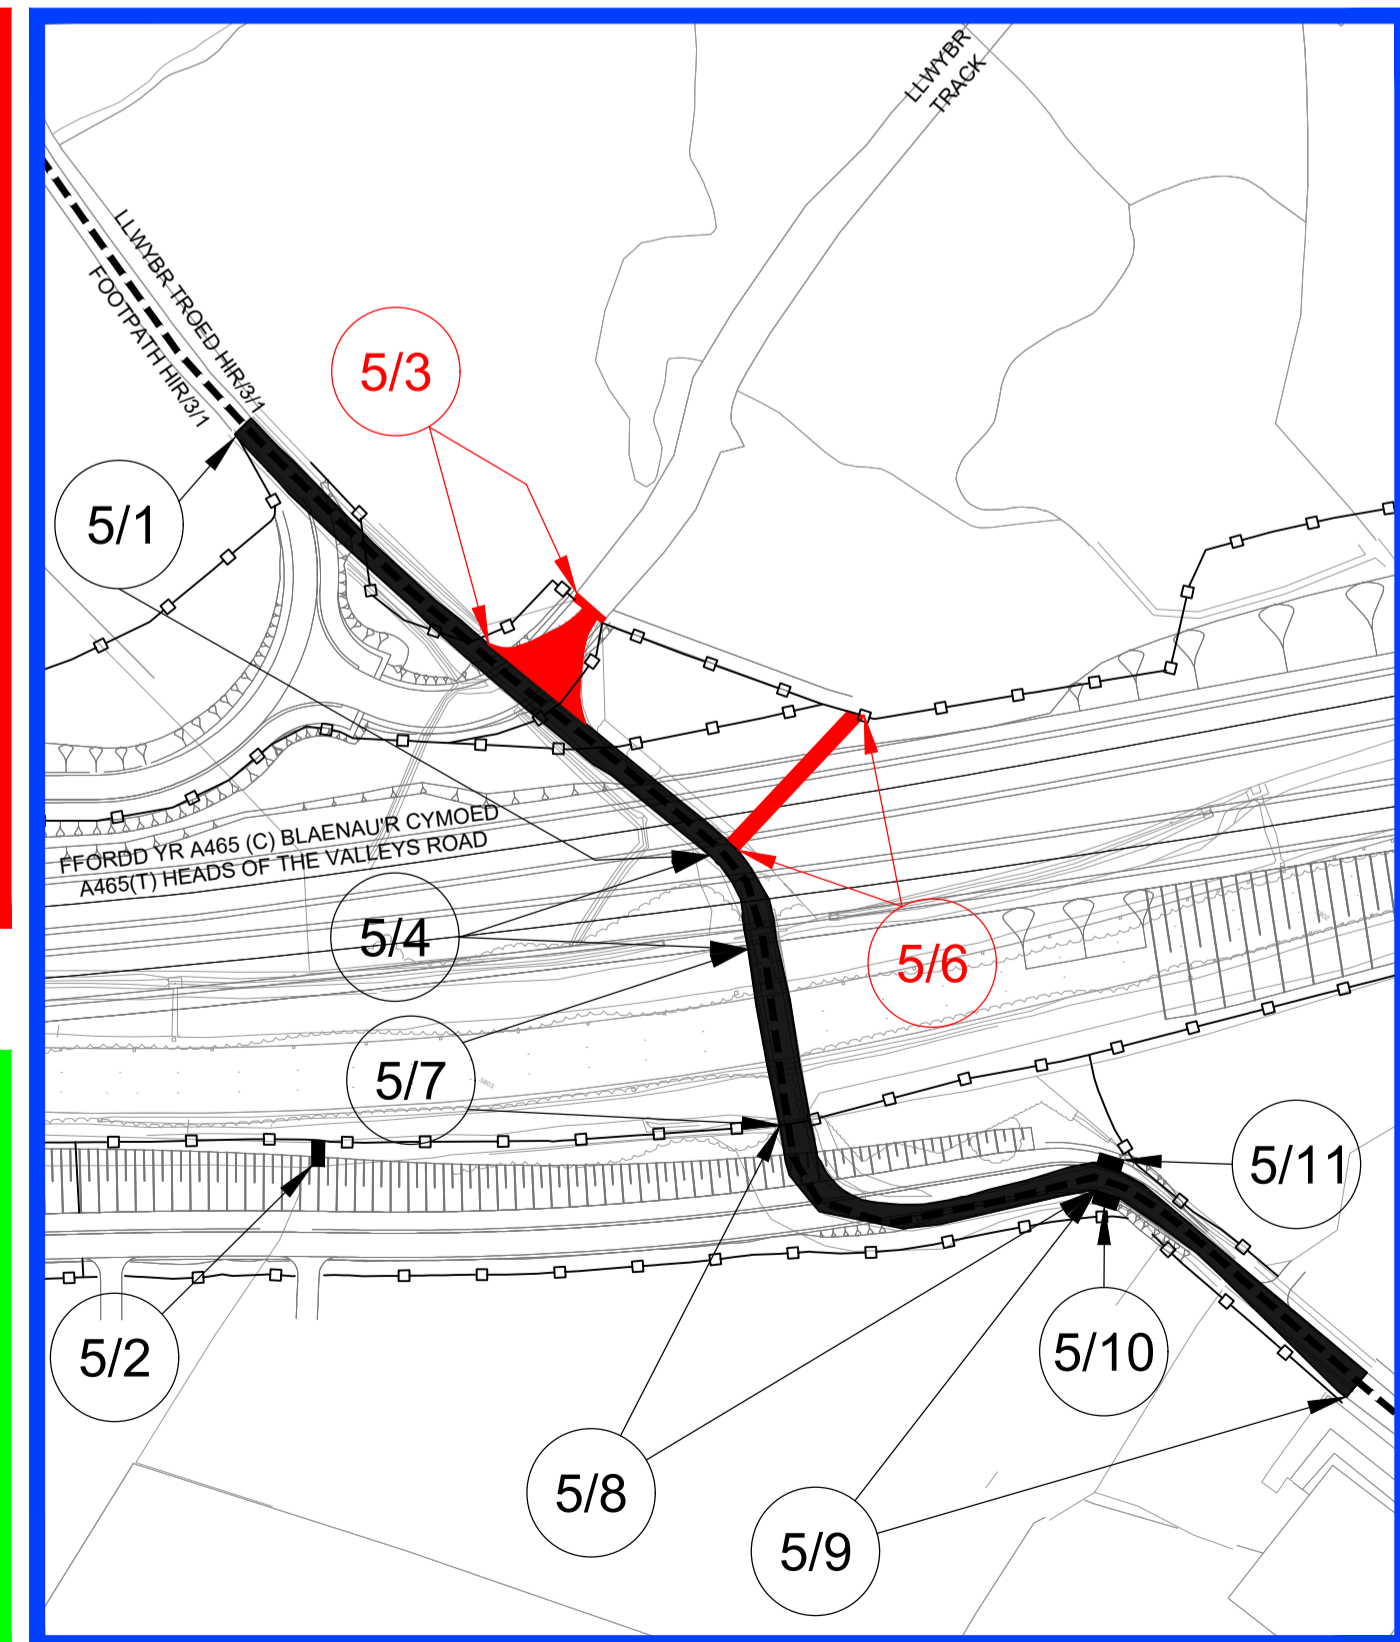 LLWYBR
TRACK
LLWYBR TROED HIR/3/1
FOOTPATH HIR/3/1
5/3
5/1
FFORDD YR A465 (C) BLAENAU'R CYMOED
A465(T) HEADS OF THE VALLEYS ROAD
5/4
5/6
5/7
5/11
5/2
5/10
5/8
5/9